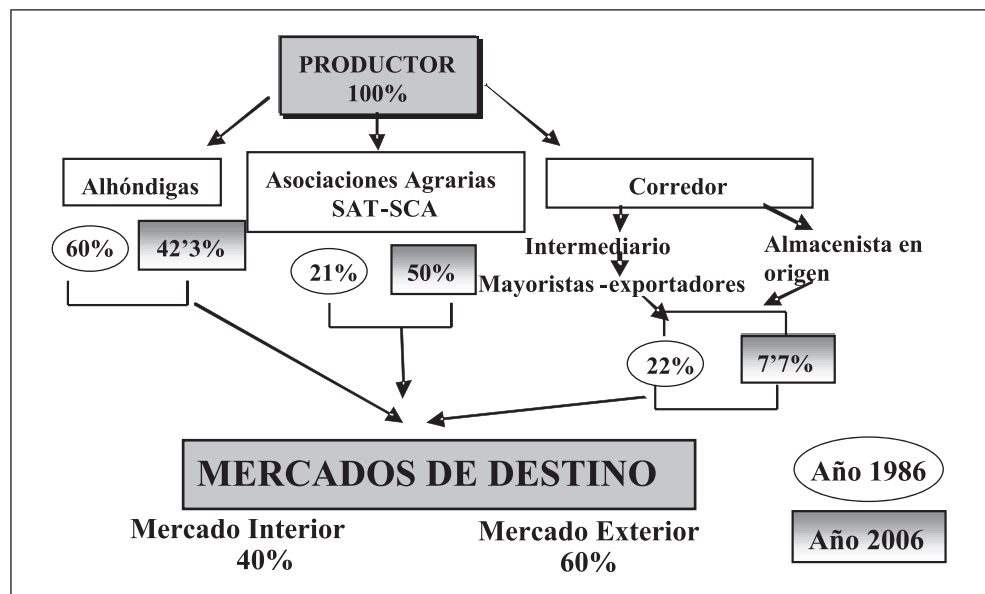 PRODUCTOR
100%
Alhóndigas
Asociaciones Agrarias
SAT-SCA
Corredor
60%
42’3%
21%
50%
Intermediario
Mayoristas -exportadores
Almacenista en
origen
22%
7’7%
MERCADOS DE DESTINO
Mercado Interior
40%
Mercado Exterior
60%
Año 1986
Año 2006